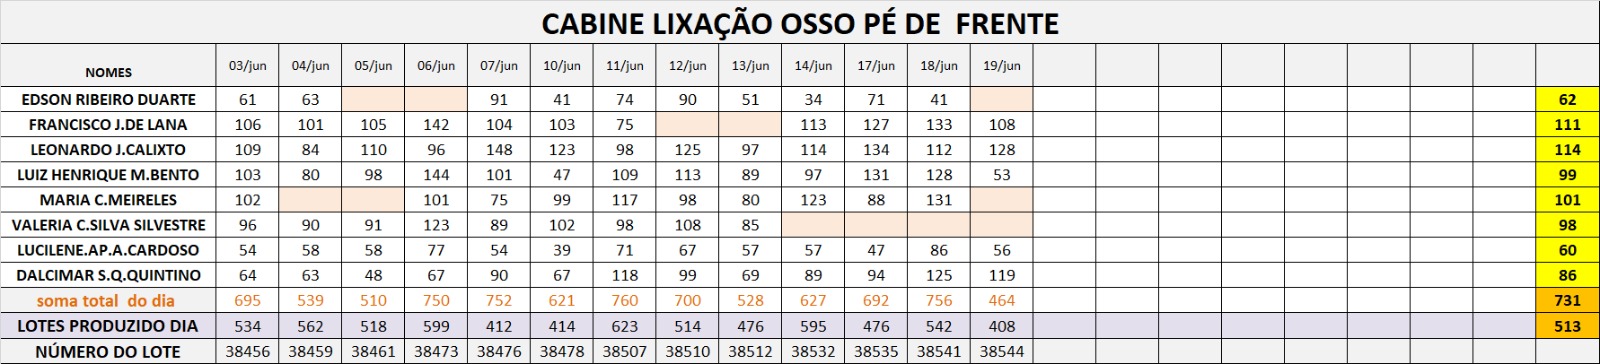 CABINE LIXAÇÃO OSSO PÉ DE FRENTE
NOMES 03/jun 04/jun 05/jun 06/jun 07/jun 10/jun 11/jun 12/jun 13/jun 14/jun 17/jun 18/jun 19/jun
EDSON RIBEIRO DUARTE 61 63 91 41 74 90 51 34 71 41 62
FRANCISCO J.DE LANA 106 101 105 142 104 103 75 113 127 133 108 111
LEONARDO J.CALIXTO 109 84 110 96 148 123 98 125 97 114 134 112 128 114
LUIZ HENRIQUE M.BENTO 103 80 98 144 101 47 109 113 89 97 131 128 53 99
MARIA C.MEIRELES 102 101 75 99 117 98 80 123 88 131 101
VALERIA C.SILVA SILVESTRE 96 90 91 123 89 102 98 108 85 98
LUCILENE.AP.A.CARDOSO 54 58 58 77 54 39 71 67 57 57 47 86 56 60
DALCIMAR S.Q.QUINTINO 64 63 48 67 90 67 118 99 69 89 94 125 119 86
soma total do dia 695 539 510 750 752 621 760 700 528 627 692 756 464 731
LOTES PRODUZIDO DIA 534 562 518 599 412 414 623 514 476 595 476 542 408 513
NÚMERO DO LOTE 38456 38459 38461 38473 38476 38478 38507 38510 38512 38532 38535 38541 38544